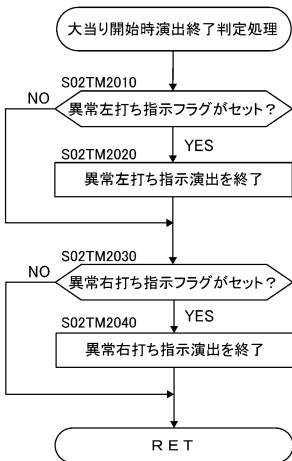 大当り開始時演出終了判定処理
S02TM2010
NO
異常左打ち指示フラグがセット？
YES
S02TM2020
異常左打ち指示演出を終了
S02TM2030
NO
異常右打ち指示フラグがセット？
YES
S02TM2040
異常右打ち指示演出を終了
ＲＥＴ